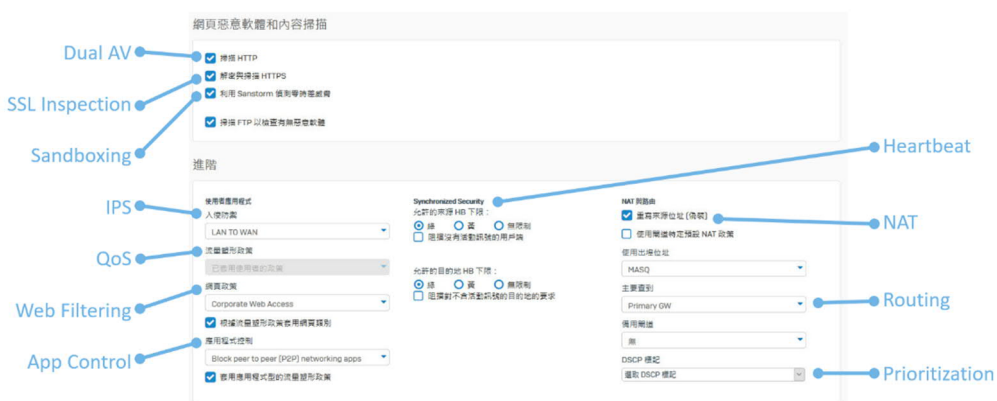 網頁惡意軟體和內容掃描
Dual AV
掃描 HTTP
SSL Inspection
解密與掃描 HTTPS
Sandboxing
利用 Sanstorm 偵測零時差威脅
掃描 FTP 以檢查有無惡意軟體
進階
Heartbeat
使用者應用程式
IPS
入侵防禦
LAN TO WAN
QoS
流量塑形政策
已套用使用者的政策
Web Filtering
網頁政策
Corporate Web Access
根據流量塑形政策套用網頁類別
App Control
應用程式控制
Block peer to peer (P2P) networking apps
套用應用程式型的流量塑形政策
Synchronized Security
允許的來源 HB 下限：
綠 黃 無限制
阻擋沒有活動訊號的用戶端
允許的目的地 HB 下限：
綠 黃 無限制
阻擋對不含活動訊號的目的地的要求
NAT 與路由
重寫來源位址 (偽裝)
NAT
使用閘道特定預設 NAT 政策
使用出埠位址
MASQ
主要閘道
Primary GW
Routing
備用閘道
無
DSCP 標記
選取 DSCP 標記
Prioritization